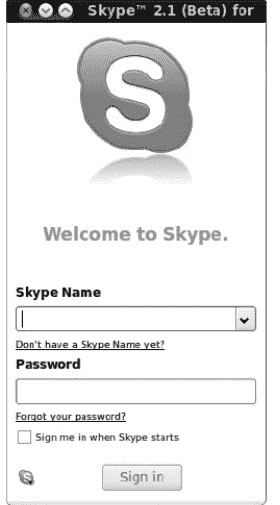 Skype™ 2.1 (Beta) for
S
Welcome to Skype.
Skype Name
Don't have a Skype Name yet?
Password
Forgot your password?
Sign me in when Skype starts
Sign in